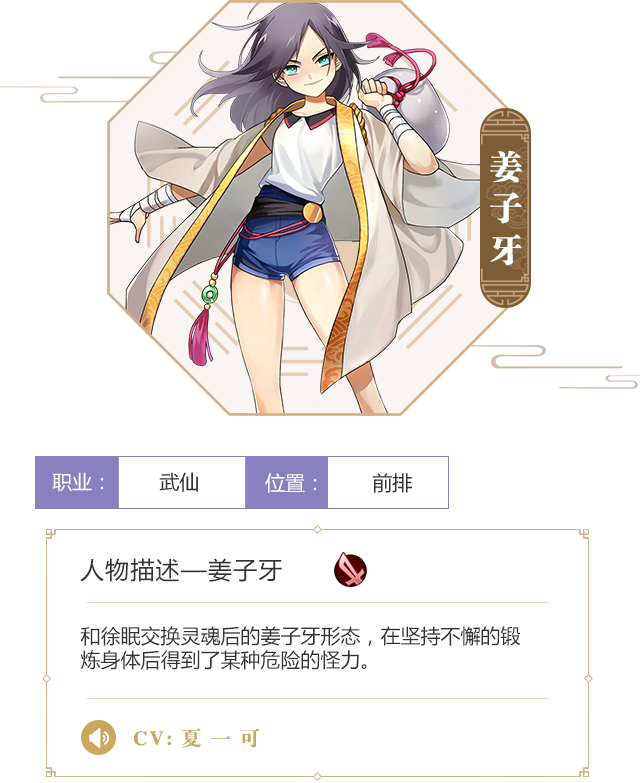 姜子牙
职业：
武仙
位置：
前排
人物描述—姜子牙
和徐眠交换灵魂后的姜子牙形态，在坚持不懈的锻
炼身体后得到了某种危险的怪力。
CV: 夏一可